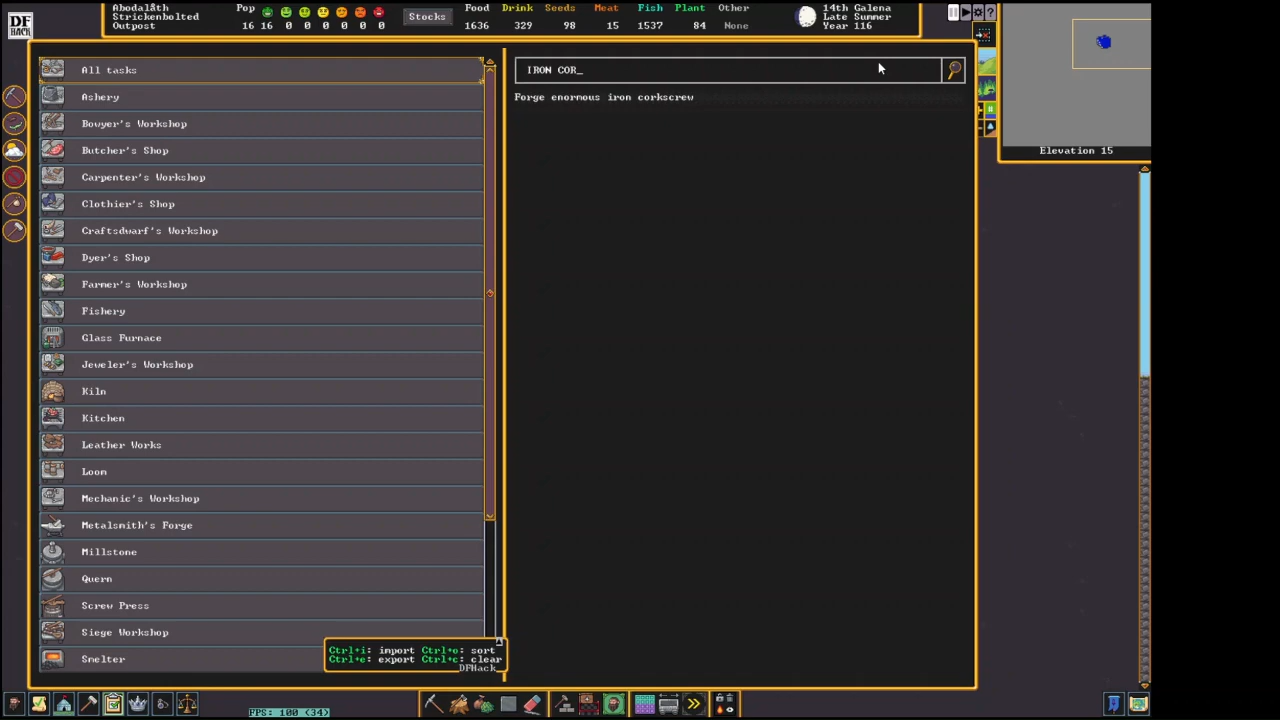 DF
HACK
Abodalâth
Strickenbolted
Outpost
Pop
16 16 0 0 0 0 0 0
Stocks
Food Drink Seeds Meat Fish Plant Other
1636 329 98 15 1537 84 None
14th Galena
Late Summer
Year 116
Elevation 15
All tasks
Ashery
Bowyer's Workshop
Butcher's Shop
Carpenter's Workshop
Clothier's Shop
Craftsdwarf's Workshop
Dyer's Shop
Farmer's Workshop
Fishery
Glass Furnace
Jeweler's Workshop
Kiln
Kitchen
Leather Works
Loom
Mechanic's Workshop
Metalsmith's Forge
Millstone
Quern
Screw Press
Siege Workshop
Smelter
IRON COR_
Forge enormous iron corkscrew
Ctrl+i: import Ctrl+o: sort
Ctrl+e: export Ctrl+c: clear
DFHack
FPS: 100 (34)